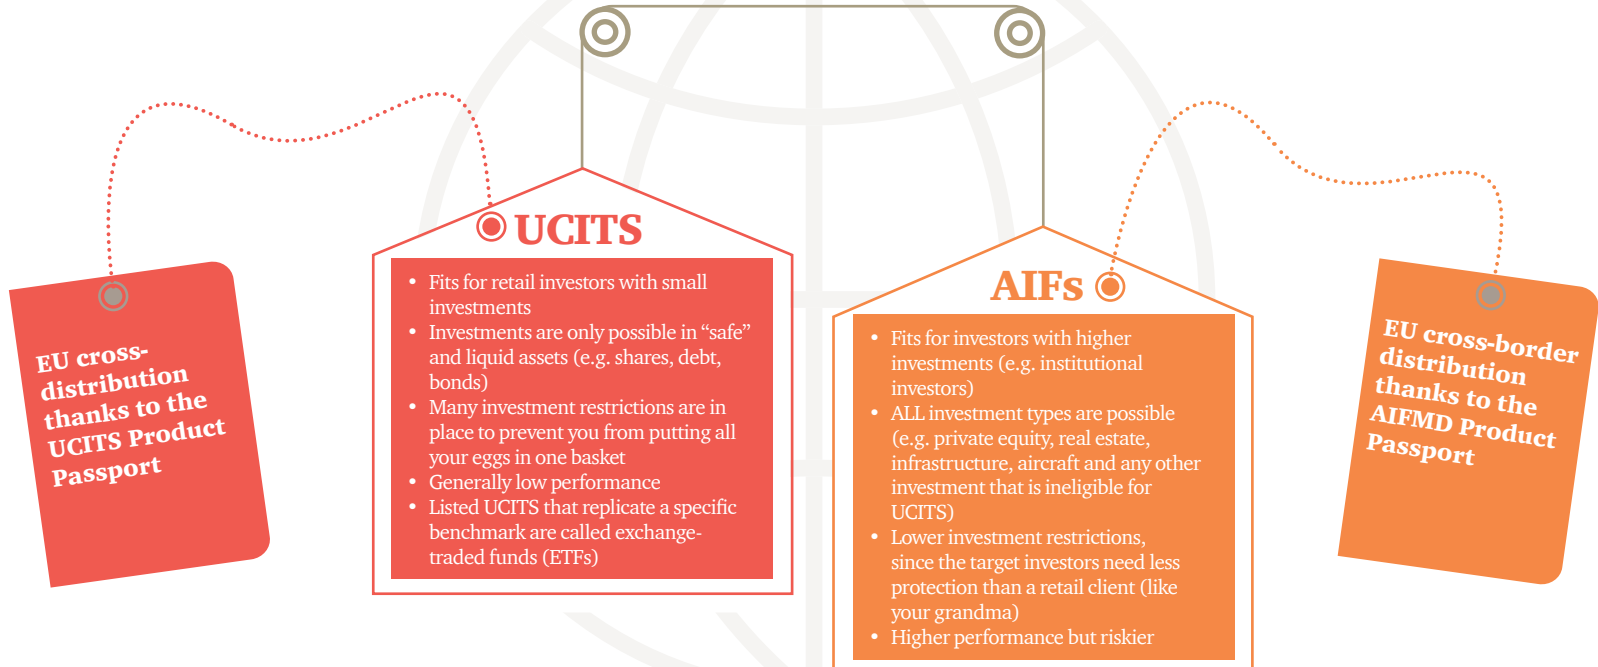 EU cross-
distribution
thanks to the
UCITS Product
Passport
UCITS
• Fits for retail investors with small
investments
• Investments are only possible in “safe”
and liquid assets (e.g. shares, debt,
bonds)
• Many investment restrictions are in
place to prevent you from putting all
your eggs in one basket
• Generally low performance
• Listed UCITS that replicate a specific
benchmark are called exchange-
traded funds (ETFs)
AIFs
• Fits for investors with higher
investments (e.g. institutional
investors)
• ALL investment types are possible
(e.g. private equity, real estate,
infrastructure, aircraft and any other
investment that is ineligible for
UCITS)
• Lower investment restrictions,
since the target investors need less
protection than a retail client (like
your grandma)
• Higher performance but riskier
EU cross-border
distribution
thanks to the
AIFMD Product
Passport